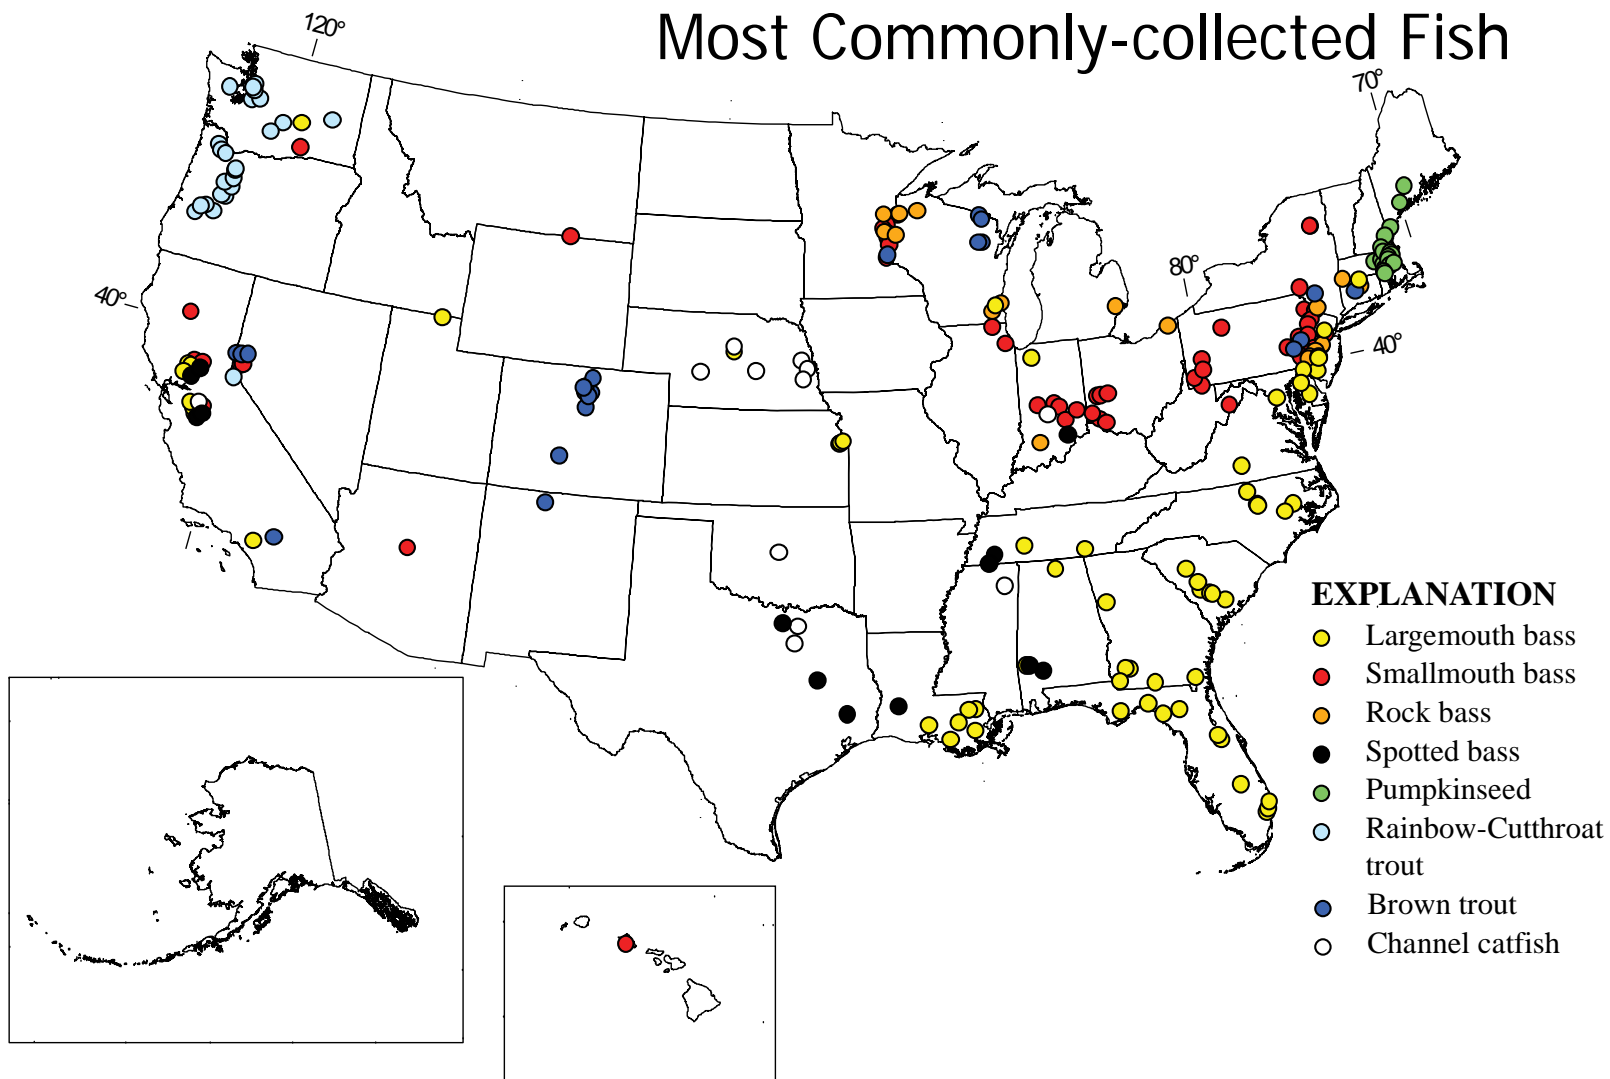 Most Commonly-collected Fish
120°
70°
80°
40°
40°
EXPLANATION
Largemouth bass
Smallmouth bass
Rock bass
Spotted bass
Pumpkinseed
Rainbow-Cutthroat
trout
Brown trout
Channel catfish